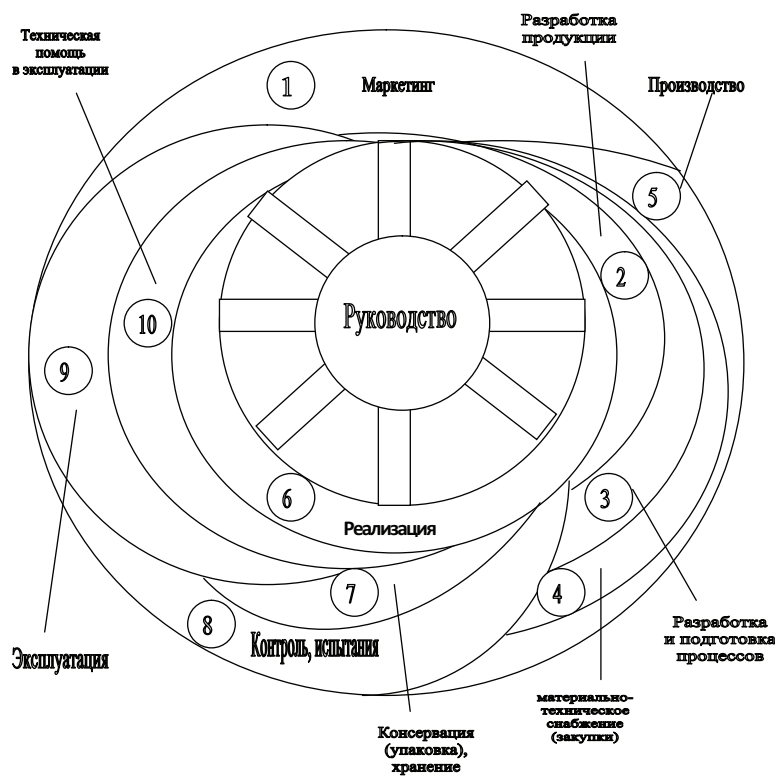 Техническая
помощь
в эксплуатации
Разработка
продукции
1
Маркетинг
Производство
5
2
10
Руководство
9
6
3
Реализация
7
4
8
Контроль, испытания
Эксплуатация
Разработка
и подготовка
процессов
материально-
техническое
снабжение
(закупки)
Консервация
(упаковка),
хранение